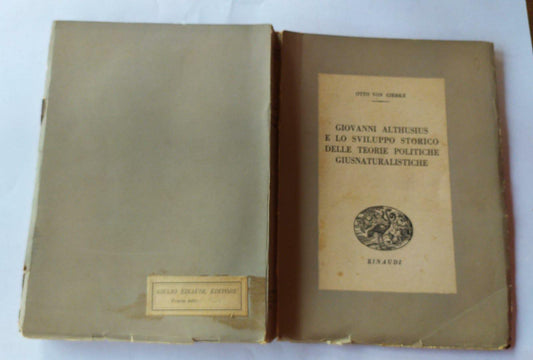 OTTO VON GIERKE
GIOVANNI ALTHUSIUS
E LO SVILUPPO STORICO
DELLE TEORIE POLITICHE
GIUSNATURALISTICHE
EINAUDI
GIULIO EINAUDI, EDITORE